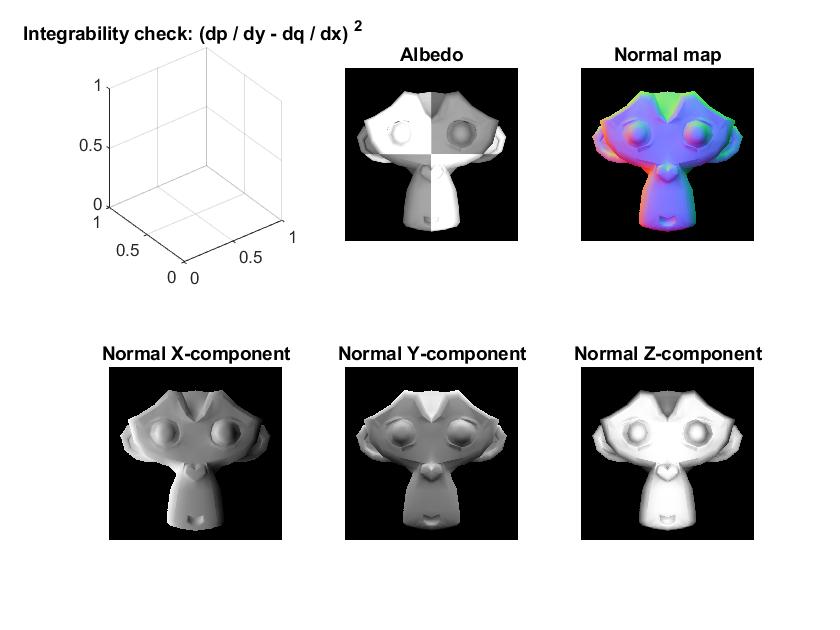 Integrability check: (dp / dy - dq / dx) 2
Albedo
Normal map
1
0.5
0
1
0.5
0
0
0.5
1
Normal X-component
Normal Y-component
Normal Z-component